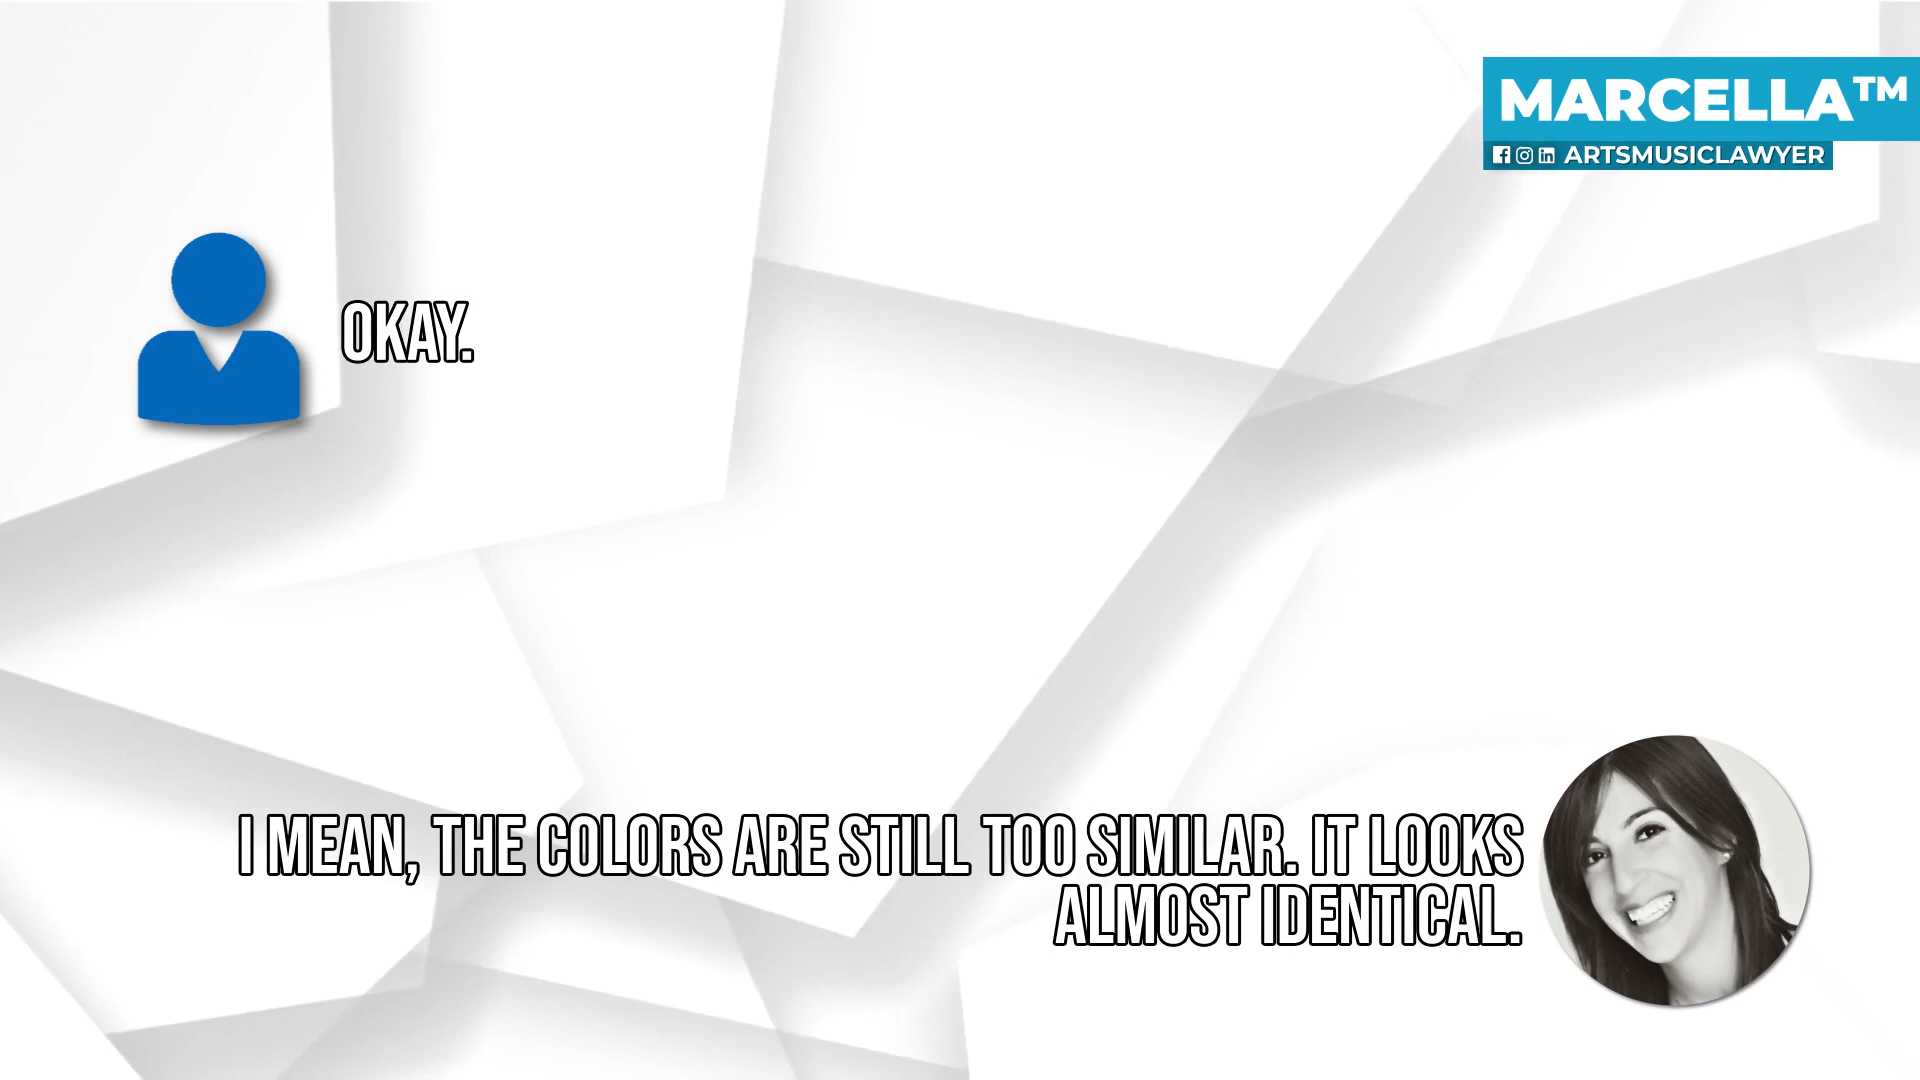 MARCELLA™
ARTSMUSICLAWYER
OKAY.
I MEAN, THE COLORS ARE STILL TOO SIMILAR. IT LOOKS
ALMOST IDENTICAL.